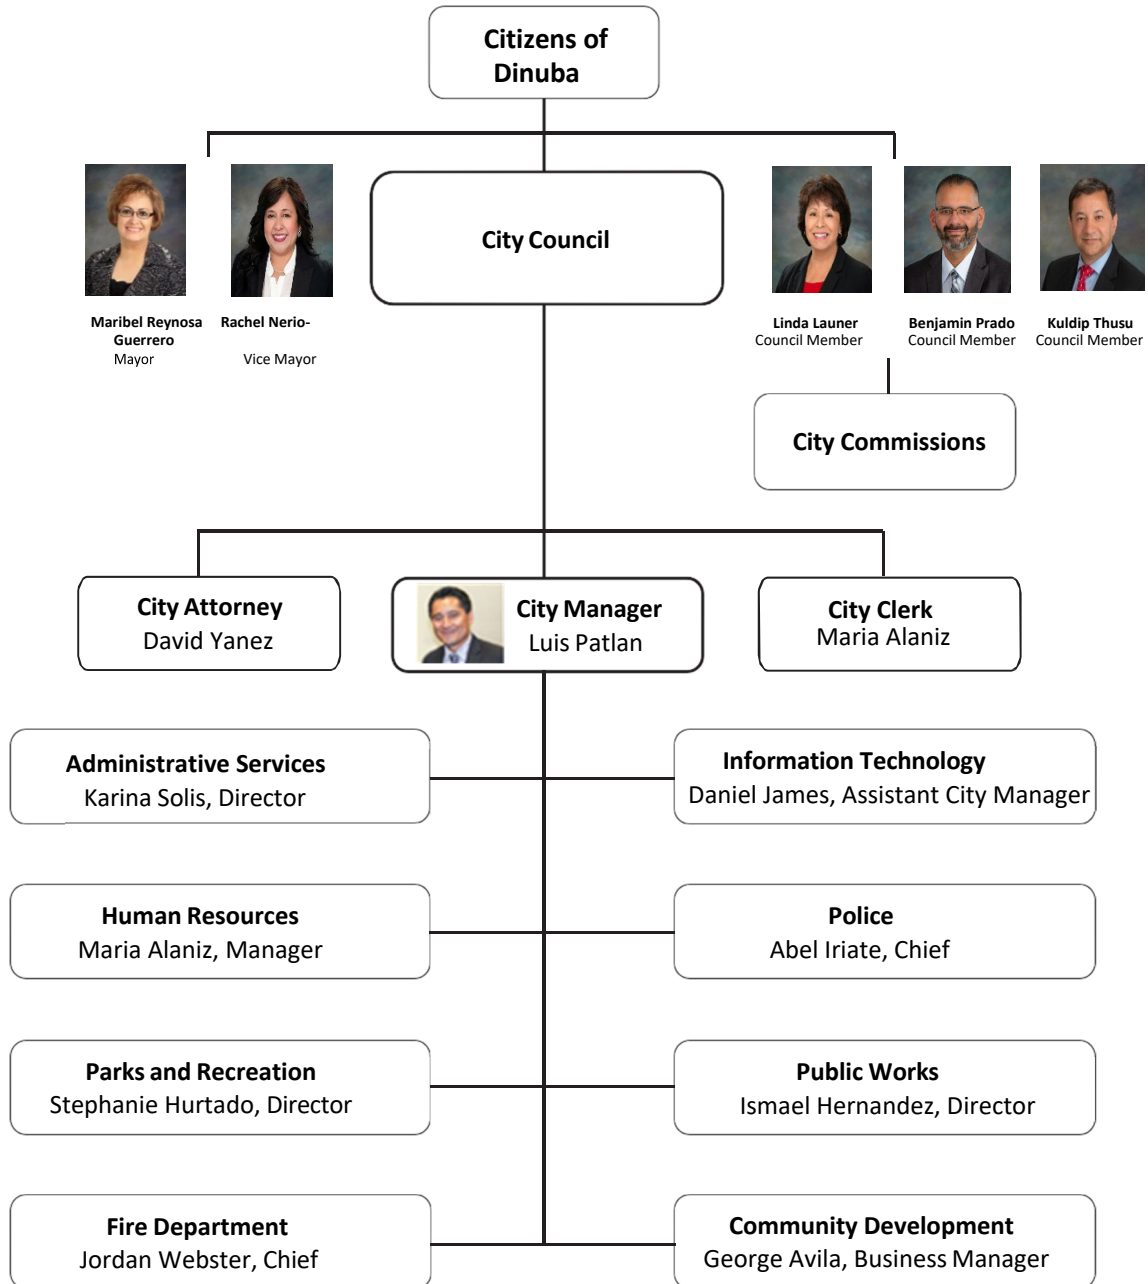 Citizens of
Dinuba
City Council
Maribel Reynosa
Guerrero
Mayor
Rachel Nerio-
Vice Mayor
Linda Launer
Council Member
Benjamin Prado
Council Member
Kuldip Thusu
Council Member
City Commissions
City Attorney
David Yanez
City Manager
Luis Patlan
City Clerk
Maria Alaniz
Administrative Services
Karina Solis, Director
Information Technology
Daniel James, Assistant City Manager
Human Resources
Maria Alaniz, Manager
Police
Abel Iriate, Chief
Parks and Recreation
Stephanie Hurtado, Director
Public Works
Ismael Hernandez, Director
Fire Department
Jordan Webster, Chief
Community Development
George Avila, Business Manager